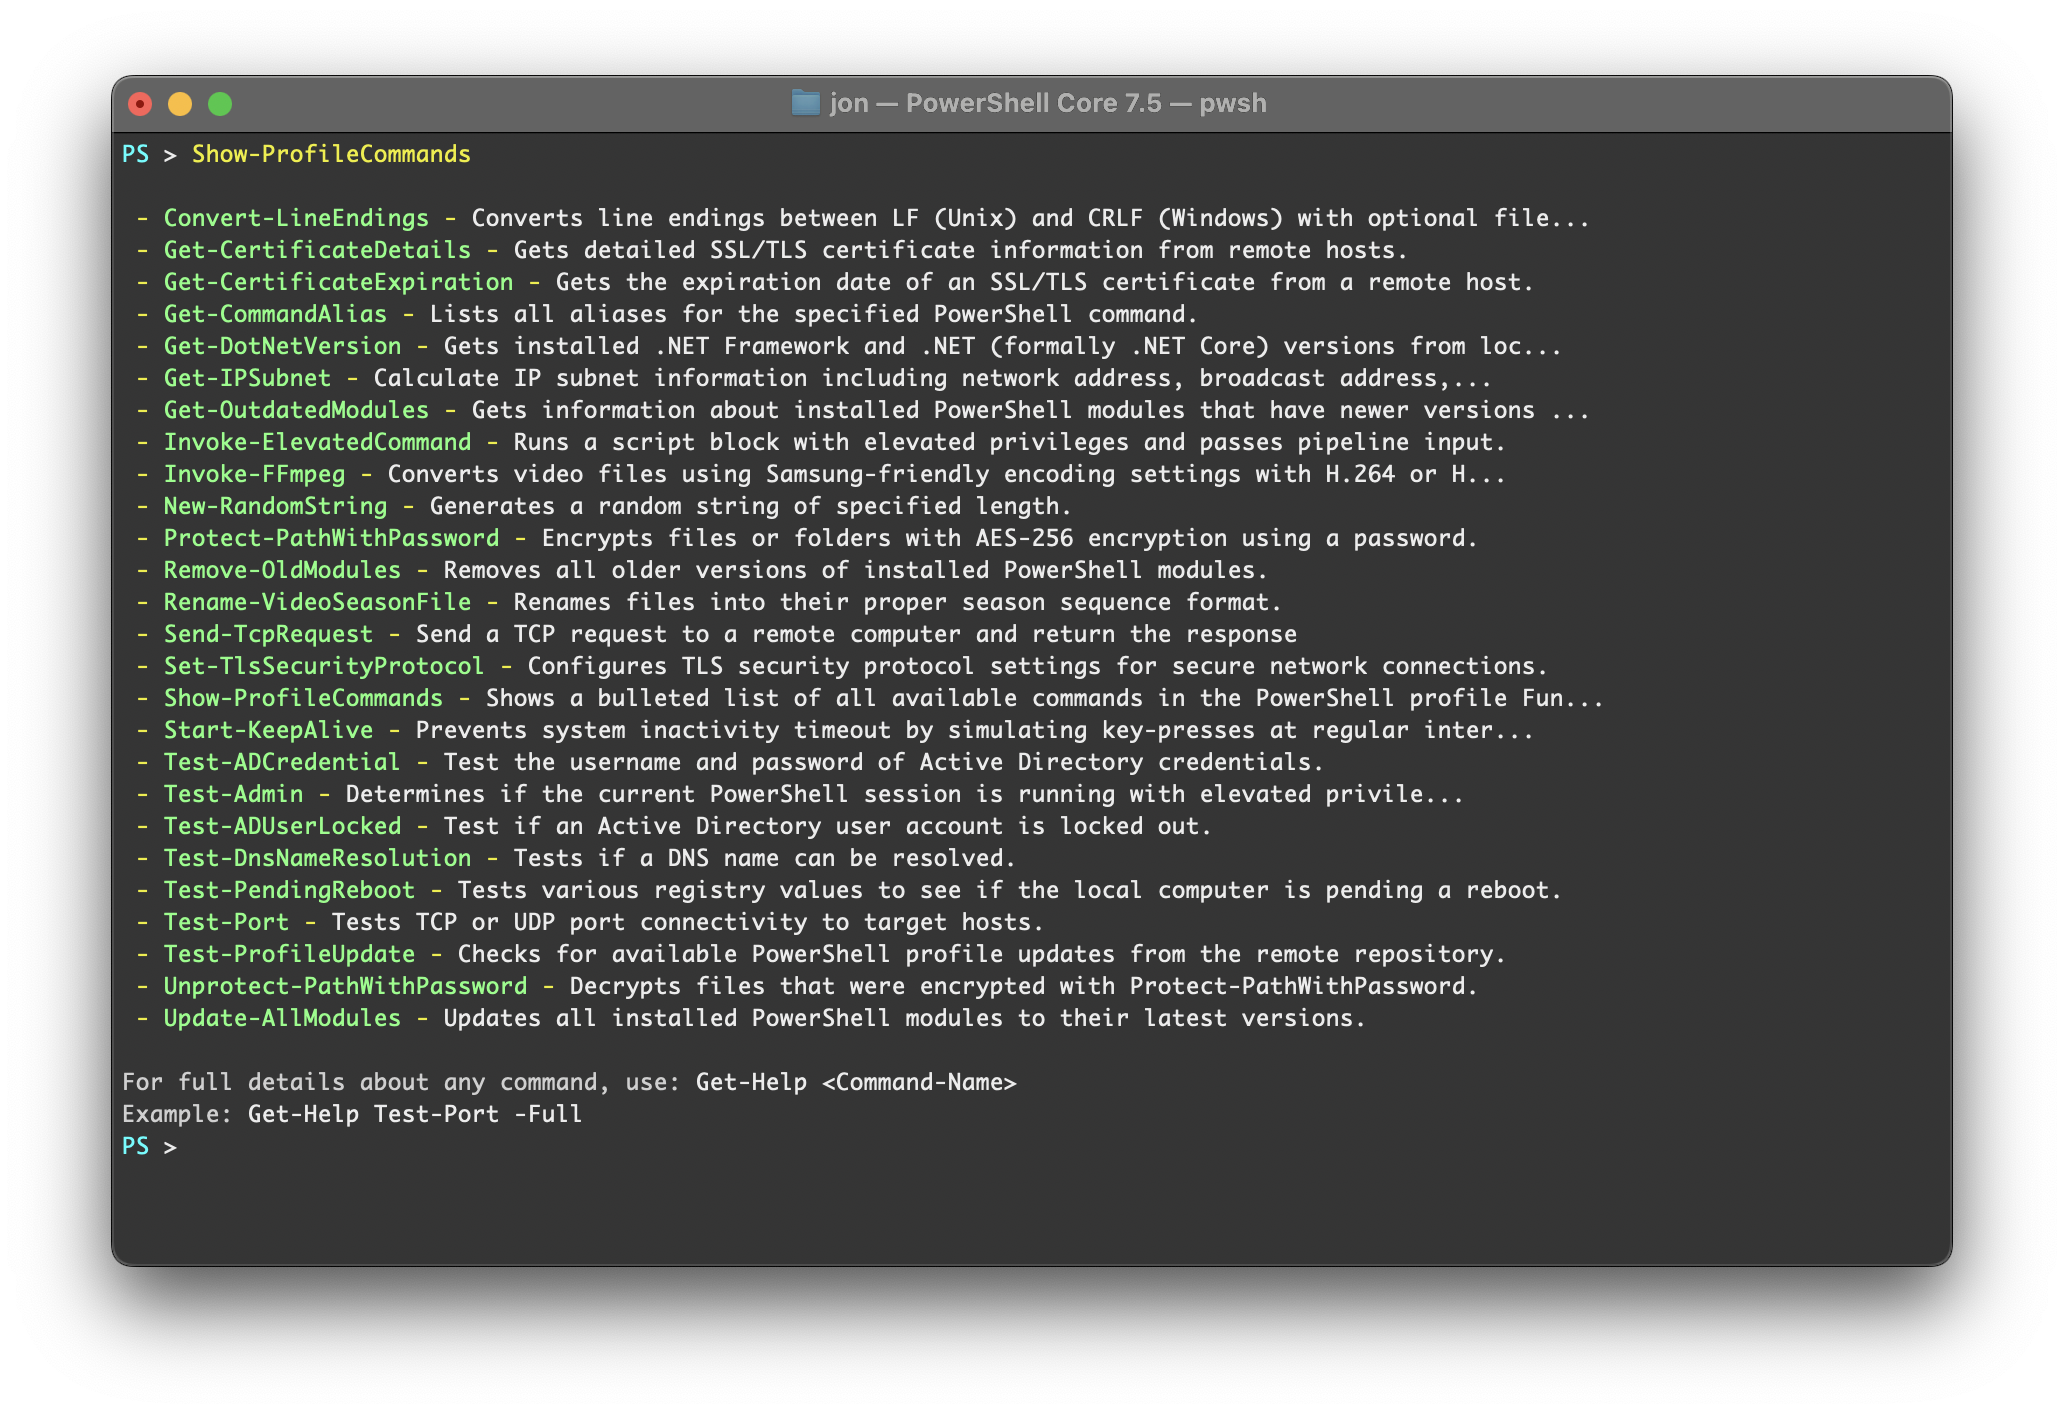 jon — PowerShell Core 7.5 — pwsh
PS > Show-ProfileCommands
- Convert-LineEndings - Converts line endings between LF (Unix) and CRLF (Windows) with optional file...
- Get-CertificateDetails - Gets detailed SSL/TLS certificate information from remote hosts.
- Get-CertificateExpiration - Gets the expiration date of an SSL/TLS certificate from a remote host.
- Get-CommandAlias - Lists all aliases for the specified PowerShell command.
- Get-DotNetVersion - Gets installed .NET Framework and .NET (formally .NET Core) versions from loc...
- Get-IPSubnet - Calculate IP subnet information including network address, broadcast address,...
- Get-OutdatedModules - Gets information about installed PowerShell modules that have newer versions ...
- Invoke-ElevatedCommand - Runs a script block with elevated privileges and passes pipeline input.
- Invoke-FFmpeg - Converts video files using Samsung-friendly encoding settings with H.264 or H...
- New-RandomString - Generates a random string of specified length.
- Protect-PathWithPassword - Encrypts files or folders with AES-256 encryption using a password.
- Remove-OldModules - Removes all older versions of installed PowerShell modules.
- Rename-VideoSeasonFile - Renames files into their proper season sequence format.
- Send-TcpRequest - Send a TCP request to a remote computer and return the response
- Set-TlsSecurityProtocol - Configures TLS security protocol settings for secure network connections.
- Show-ProfileCommands - Shows a bulleted list of all available commands in the PowerShell profile Fun...
- Start-KeepAlive - Prevents system inactivity timeout by simulating key-presses at regular inter...
- Test-ADCredential - Test the username and password of Active Directory credentials.
- Test-Admin - Determines if the current PowerShell session is running with elevated privile...
- Test-ADUserLocked - Test if an Active Directory user account is locked out.
- Test-DnsNameResolution - Tests if a DNS name can be resolved.
- Test-PendingReboot - Tests various registry values to see if the local computer is pending a reboot.
- Test-Port - Tests TCP or UDP port connectivity to target hosts.
- Test-ProfileUpdate - Checks for available PowerShell profile updates from the remote repository.
- Unprotect-PathWithPassword - Decrypts files that were encrypted with Protect-PathWithPassword.
- Update-AllModules - Updates all installed PowerShell modules to their latest versions.
For full details about any command, use: Get-Help <Command-Name>
Example: Get-Help Test-Port -Full
PS >